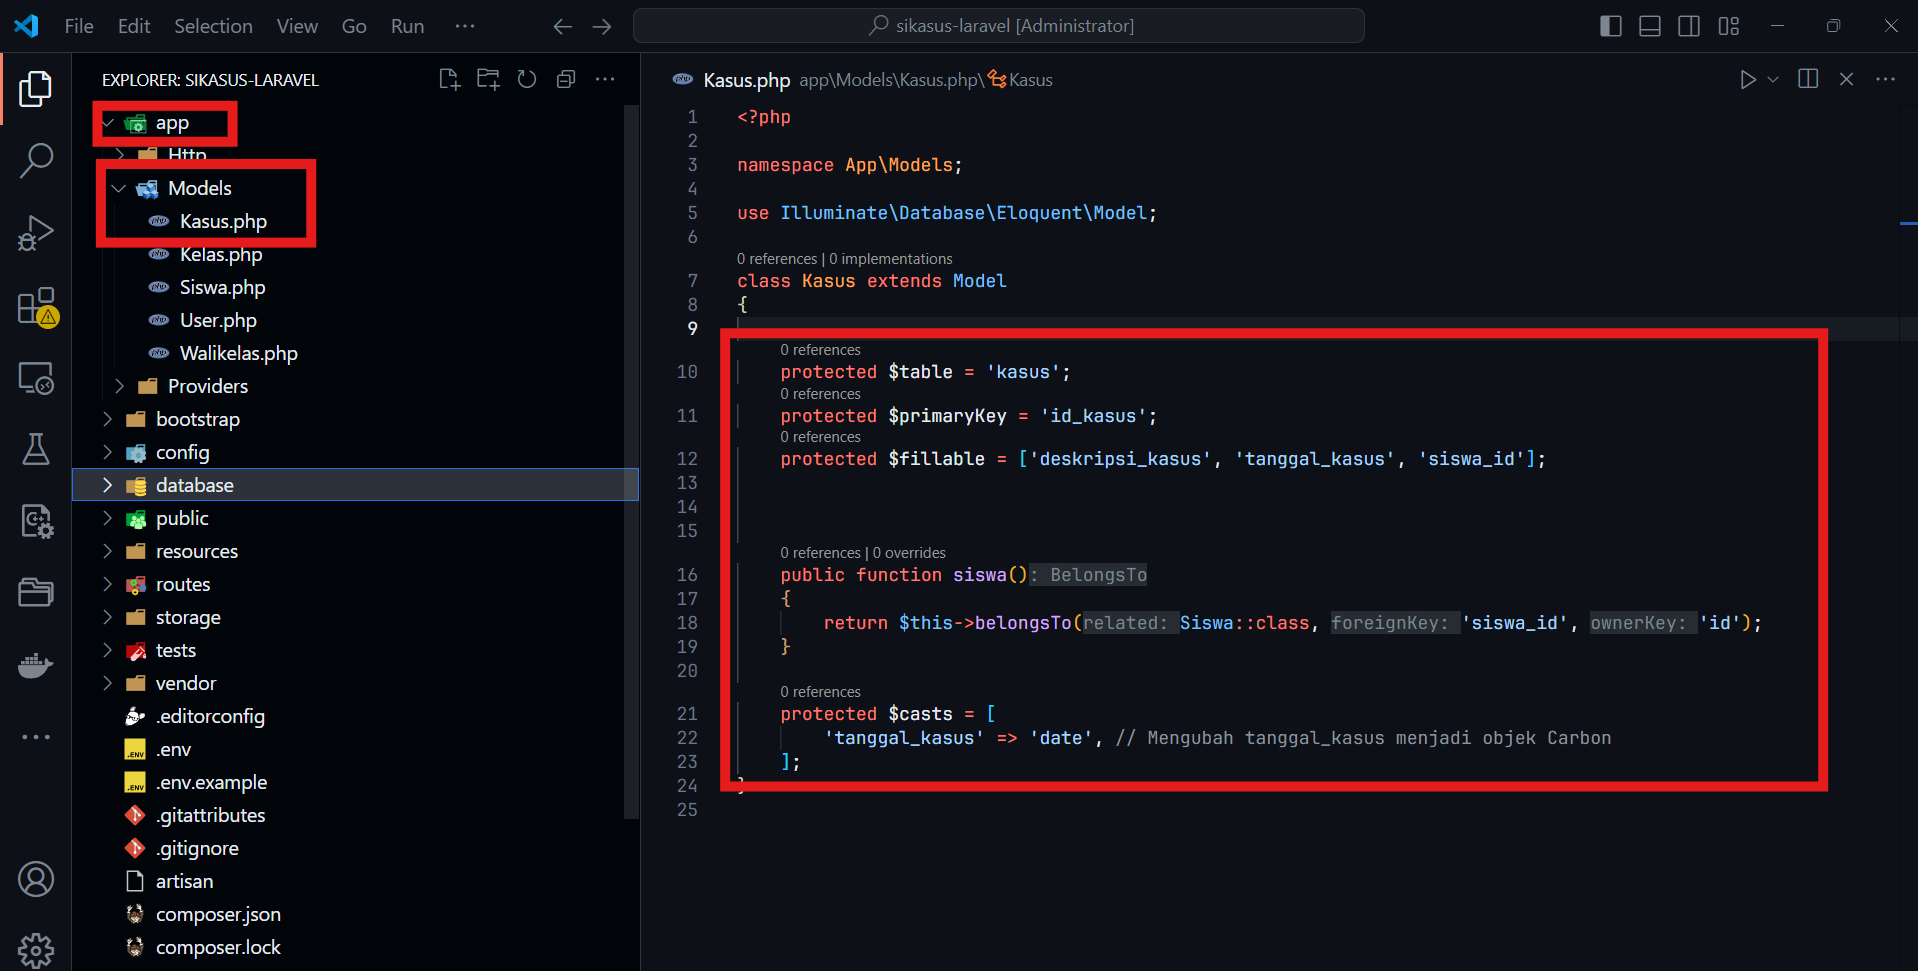 File Edit Selection View Go Run ···
sikasus-laravel [Administrator]
EXPLORER: SIKASUS-LARAVEL
app
Http
Models
Kasus.php
Kelas.php
Siswa.php
User.php
Walikelas.php
Providers
bootstrap
config
database
public
resources
routes
storage
tests
vendor
.editorconfig
.env
.env.example
.gitattributes
.gitignore
artisan
composer.json
composer.lock
Kasus.php app\Models\Kasus.php\Kasus
1 <?php
2
3 namespace App\Models;
4
5 use Illuminate\Database\Eloquent\Model;
6
0 references | 0 implementations
7 class Kasus extends Model
8 {
9
0 references
10 protected $table = 'kasus';
0 references
11 protected $primaryKey = 'id_kasus';
0 references
12 protected $fillable = ['deskripsi_kasus', 'tanggal_kasus', 'siswa_id'];
13
14
15
0 references | 0 overrides
16 public function siswa(): BelongsTo
17 {
18 return $this->belongsTo(related: Siswa::class, foreignKey: 'siswa_id', ownerKey: 'id');
19 }
20
0 references
21 protected $casts = [
22 'tanggal_kasus' => 'date', // Mengubah tanggal_kasus menjadi objek Carbon
23 ];
24 }
25